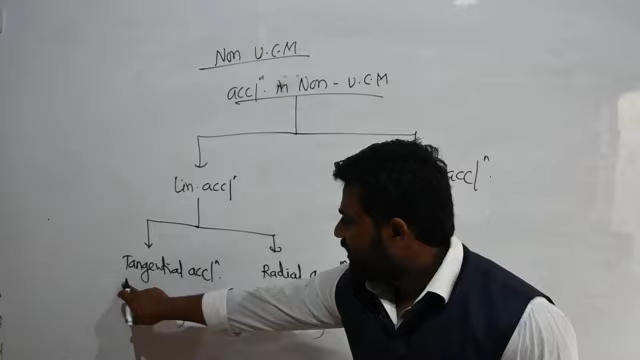 Non U.C.M
accl^n. in Non-U.C.M
Lin. accl^n
accl^n.
Tangential accl^n.
Radial